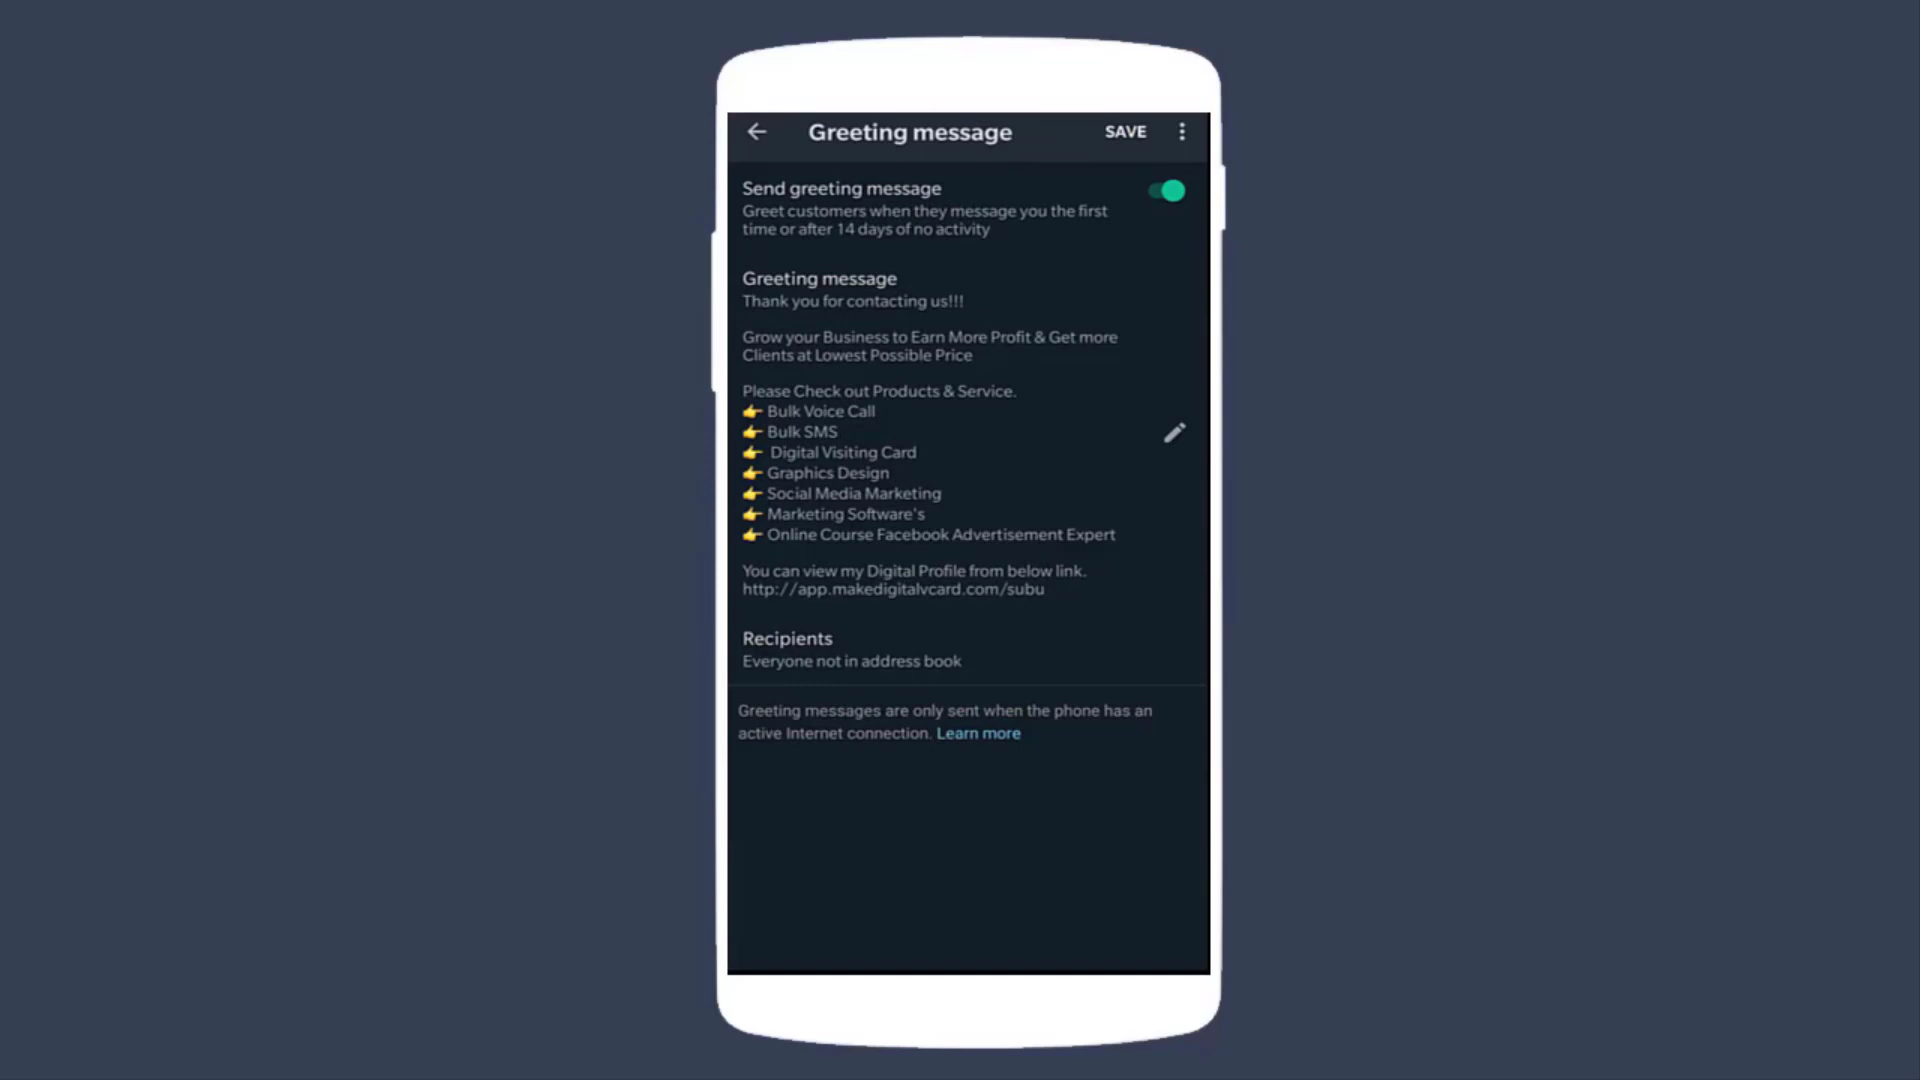 Greeting message SAVE
Send greeting message
Greet customers when they message you the first
time or after 14 days of no activity
Greeting message
Thank you for contacting us!!!
Grow your Business to Earn More Profit & Get more
Clients at Lowest Possible Price
Please Check out Products & Service.
👉 Bulk Voice Call
👉 Bulk SMS
👉 Digital Visiting Card
👉 Graphics Design
👉 Social Media Marketing
👉 Marketing Software's
👉 Online Course Facebook Advertisement Expert
You can view my Digital Profile from below link.
http://app.makedigitalvcard.com/subu
Recipients
Everyone not in address book
Greeting messages are only sent when the phone has an
active Internet connection. Learn more